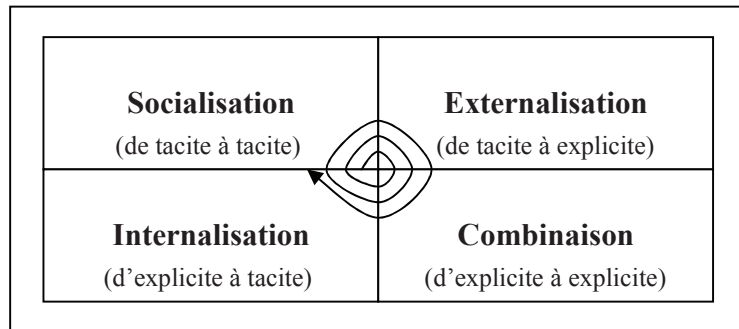 Socialisation
(de tacite à tacite)
Externalisation
(de tacite à explicite)
Internalisation
(d’explicite à tacite)
Combinaison
(d’explicite à explicite)